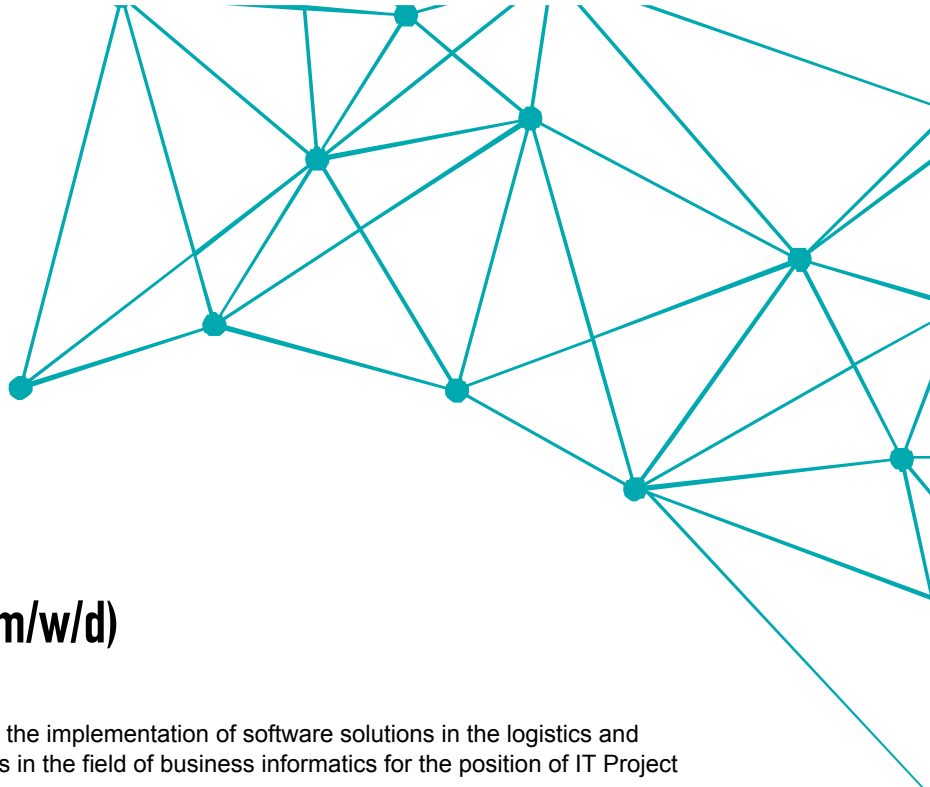 m/w/d)
the implementation of software solutions in the logistics and
s in the field of business informatics for the position of IT Project